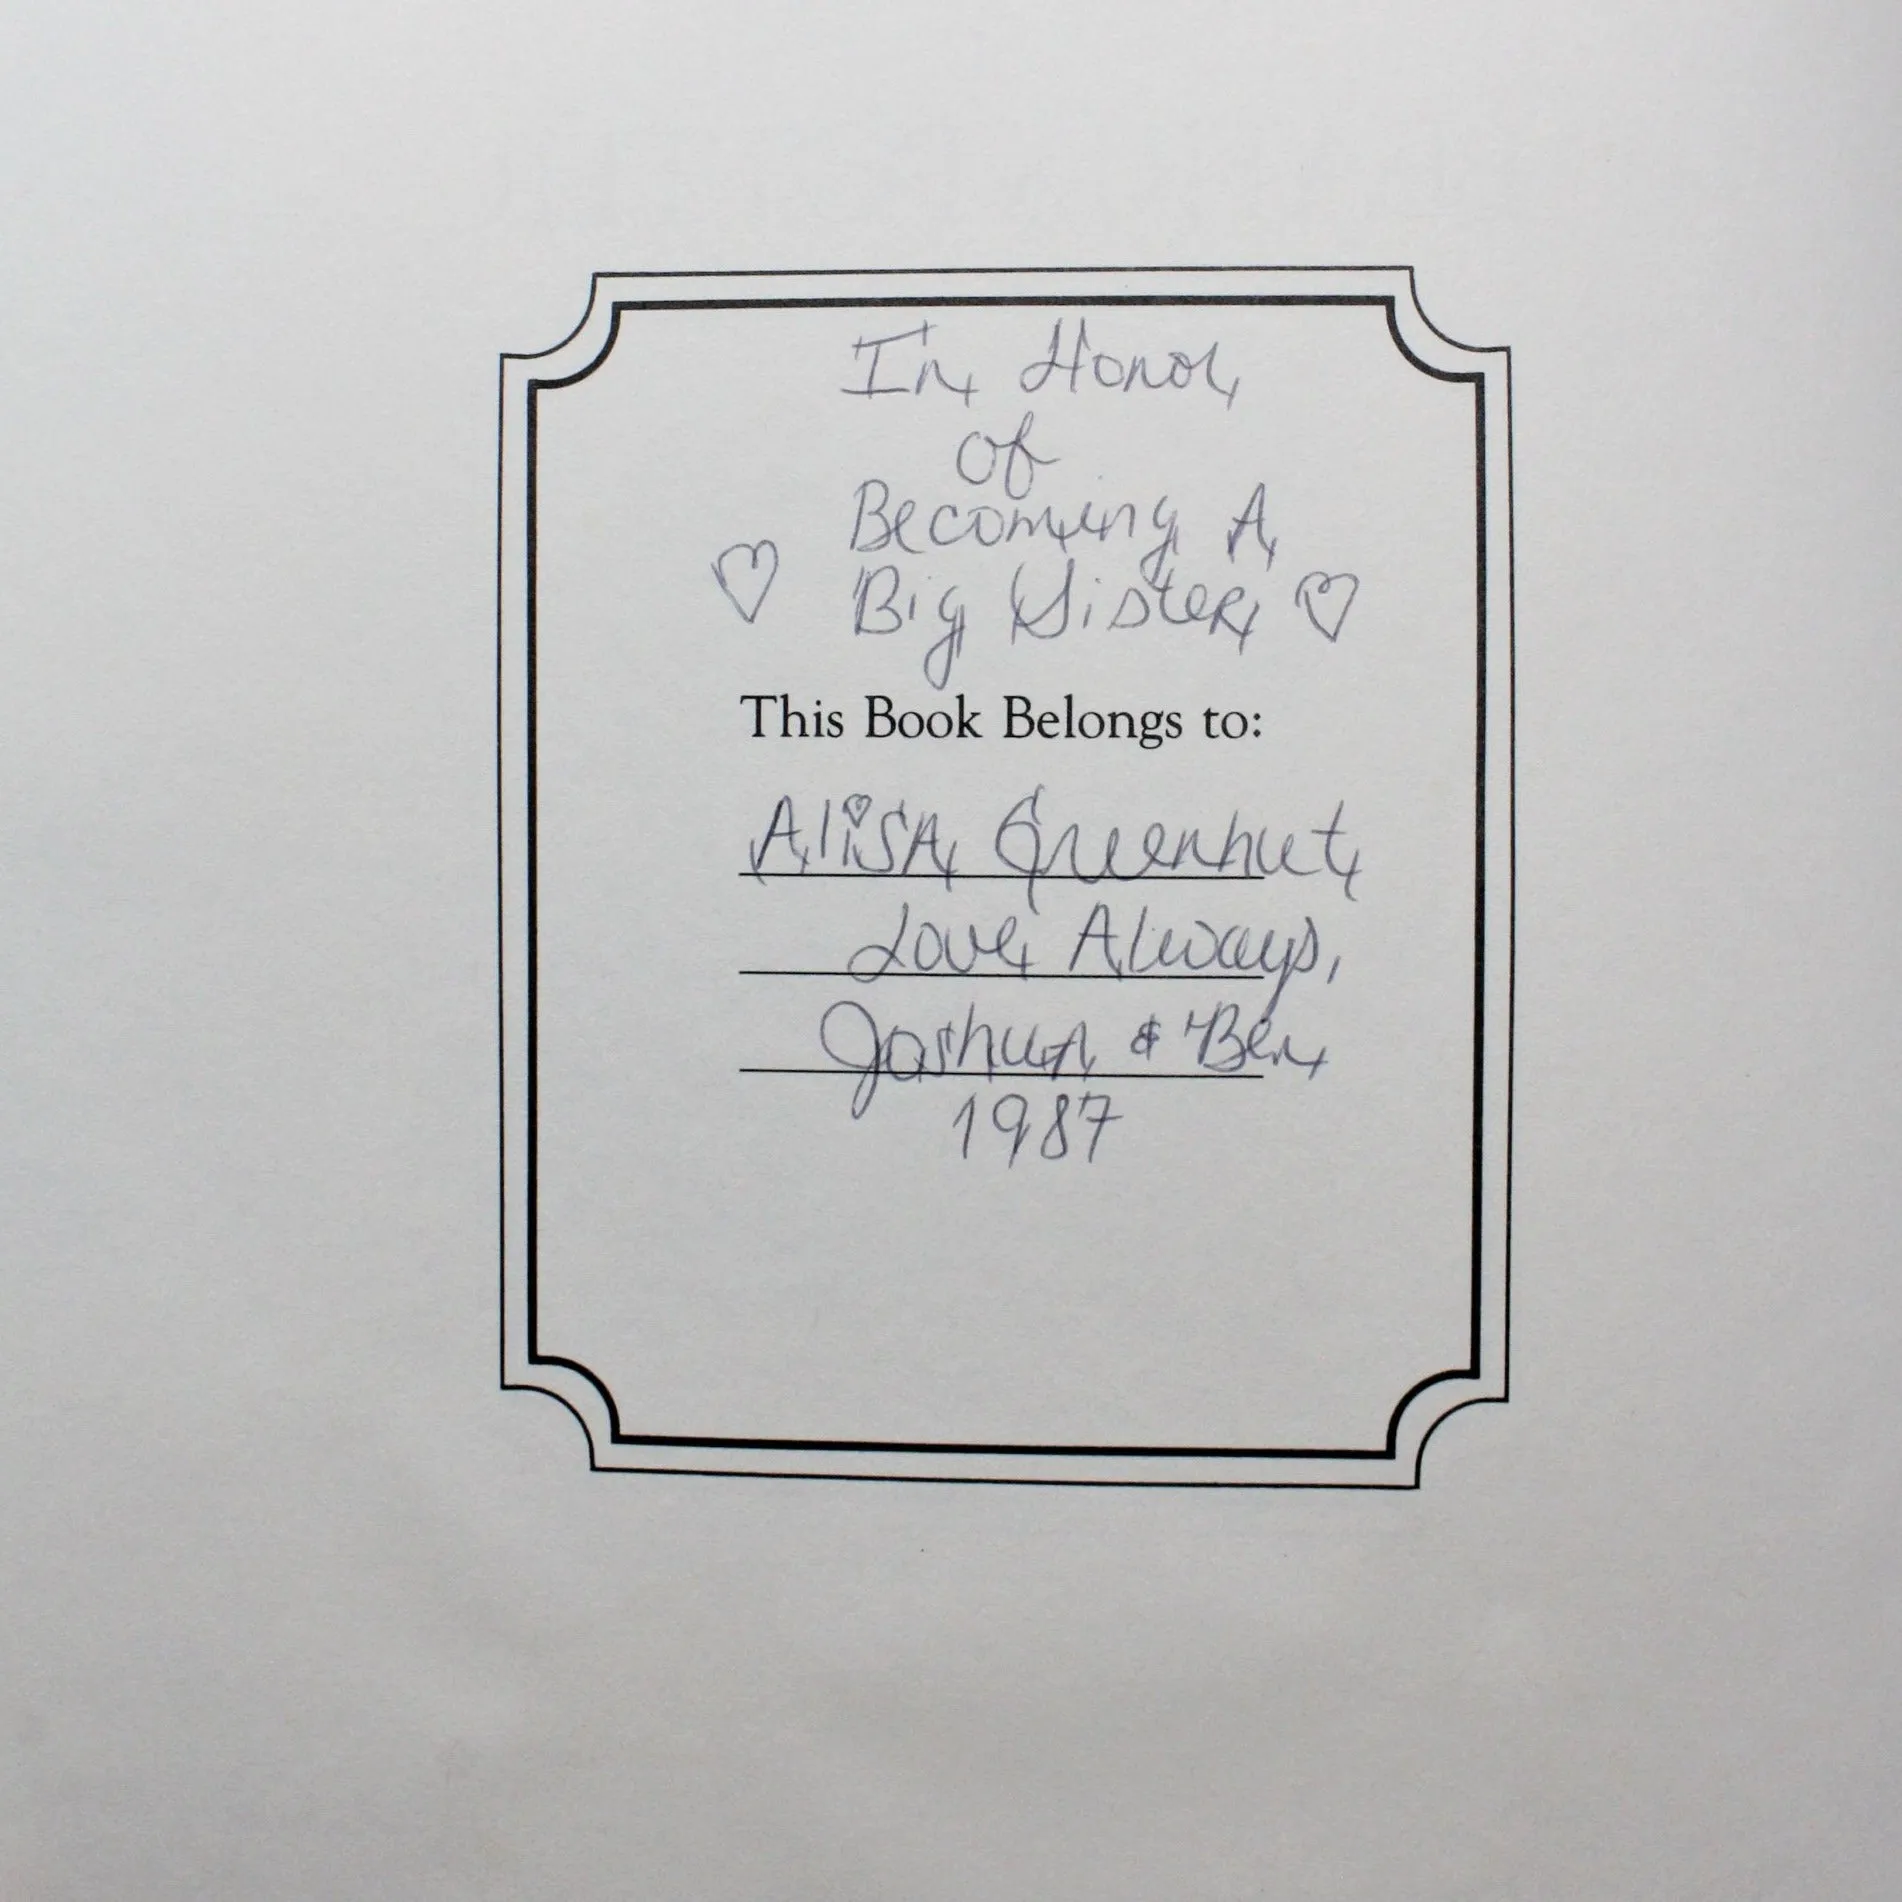 In Honor
of
Becoming A
♡ Big Sister ♡
This Book Belongs to:
Alisa Greenhut
Love Always,
Joshua & Ben
1987